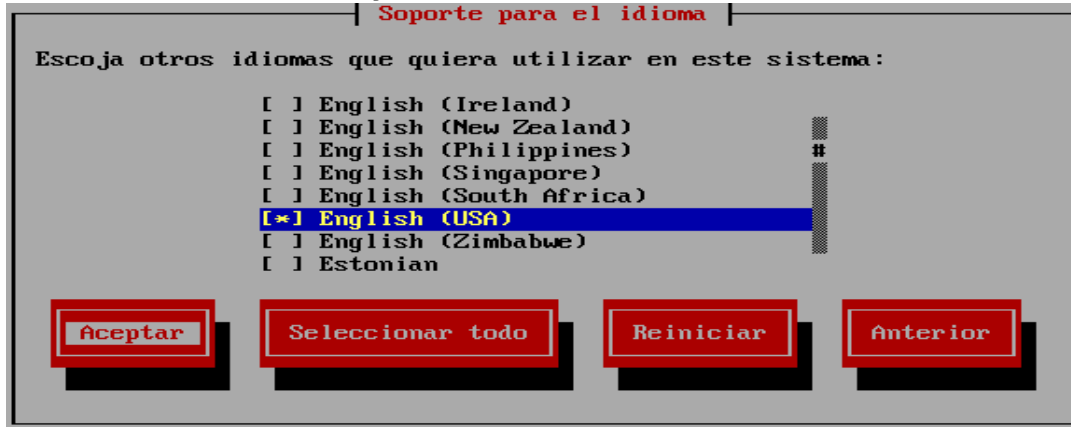 Soporte para el idioma
Escoja otros idiomas que quiera utilizar en este sistema:
[ ] English (Ireland)
[ ] English (New Zealand)
[ ] English (Philippines)
#
[ ] English (Singapore)
[ ] English (South Africa)
[*] English (USA)
[ ] English (Zimbabwe)
[ ] Estonian
Aceptar Seleccionar todo Reiniciar Anterior